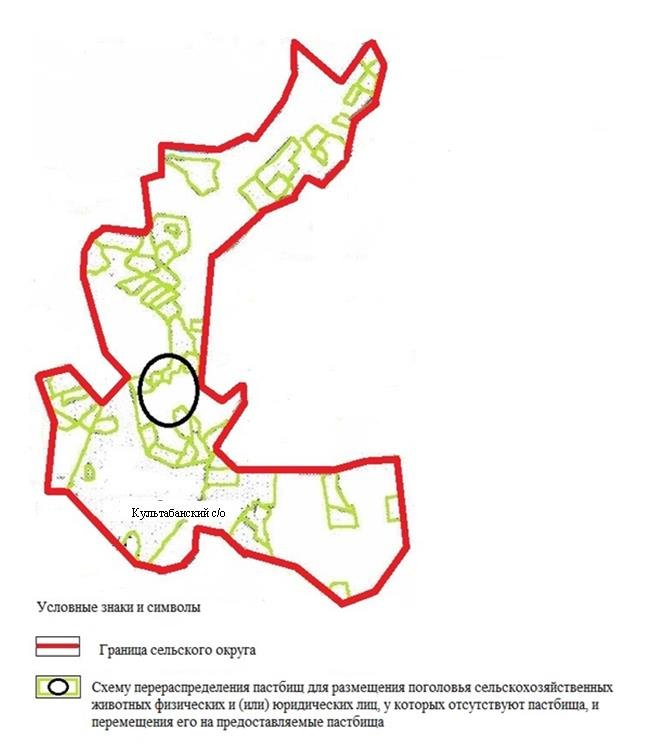 Культабанский с/о
Условные знаки и символы
Граница сельского округа
Схему перераспределения пастбищ для размещения поголовья сельскохозяйственных
животных физических и (или) юридических лиц, у которых отсутствуют пастбища, и
перемещения его на предоставляемые пастбища